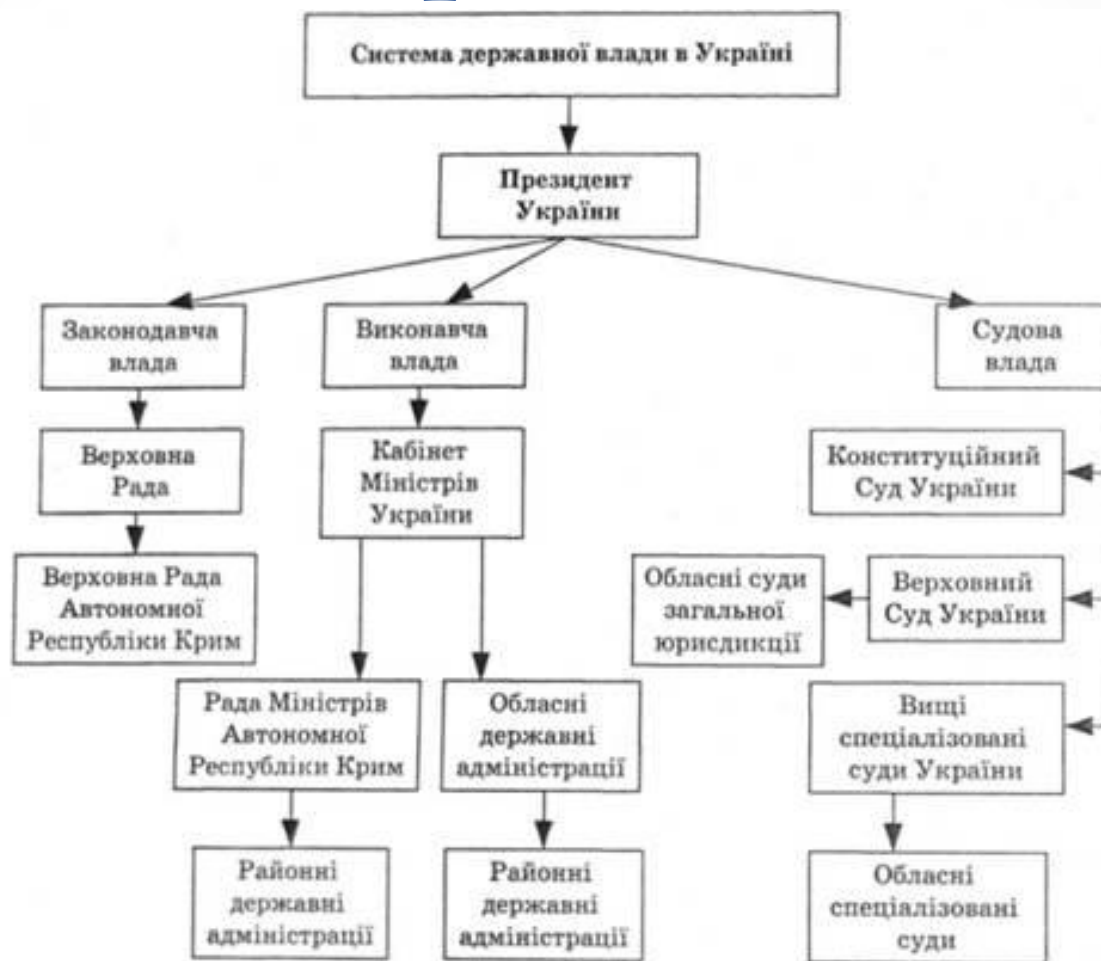 Система державної влади в Україні
Президент
України
Законодавча
влада
Виконавча
влада
Судова
влада
Верховна
Рада
Кабінет
Міністрів
України
Конституційний
Суд України
Верховна Рада
Автономної
Республіки Крим
Обласні суди
загальної
юрисдикції
Верховний
Суд України
Рада Міністрів
Автономної
Республіки Крим
Обласні
державні
адміністрації
Вищі
спеціалізовані
суди України
Районні
державні
адміністрації
Районні
державні
адміністрації
Обласні
спеціалізовані
суди